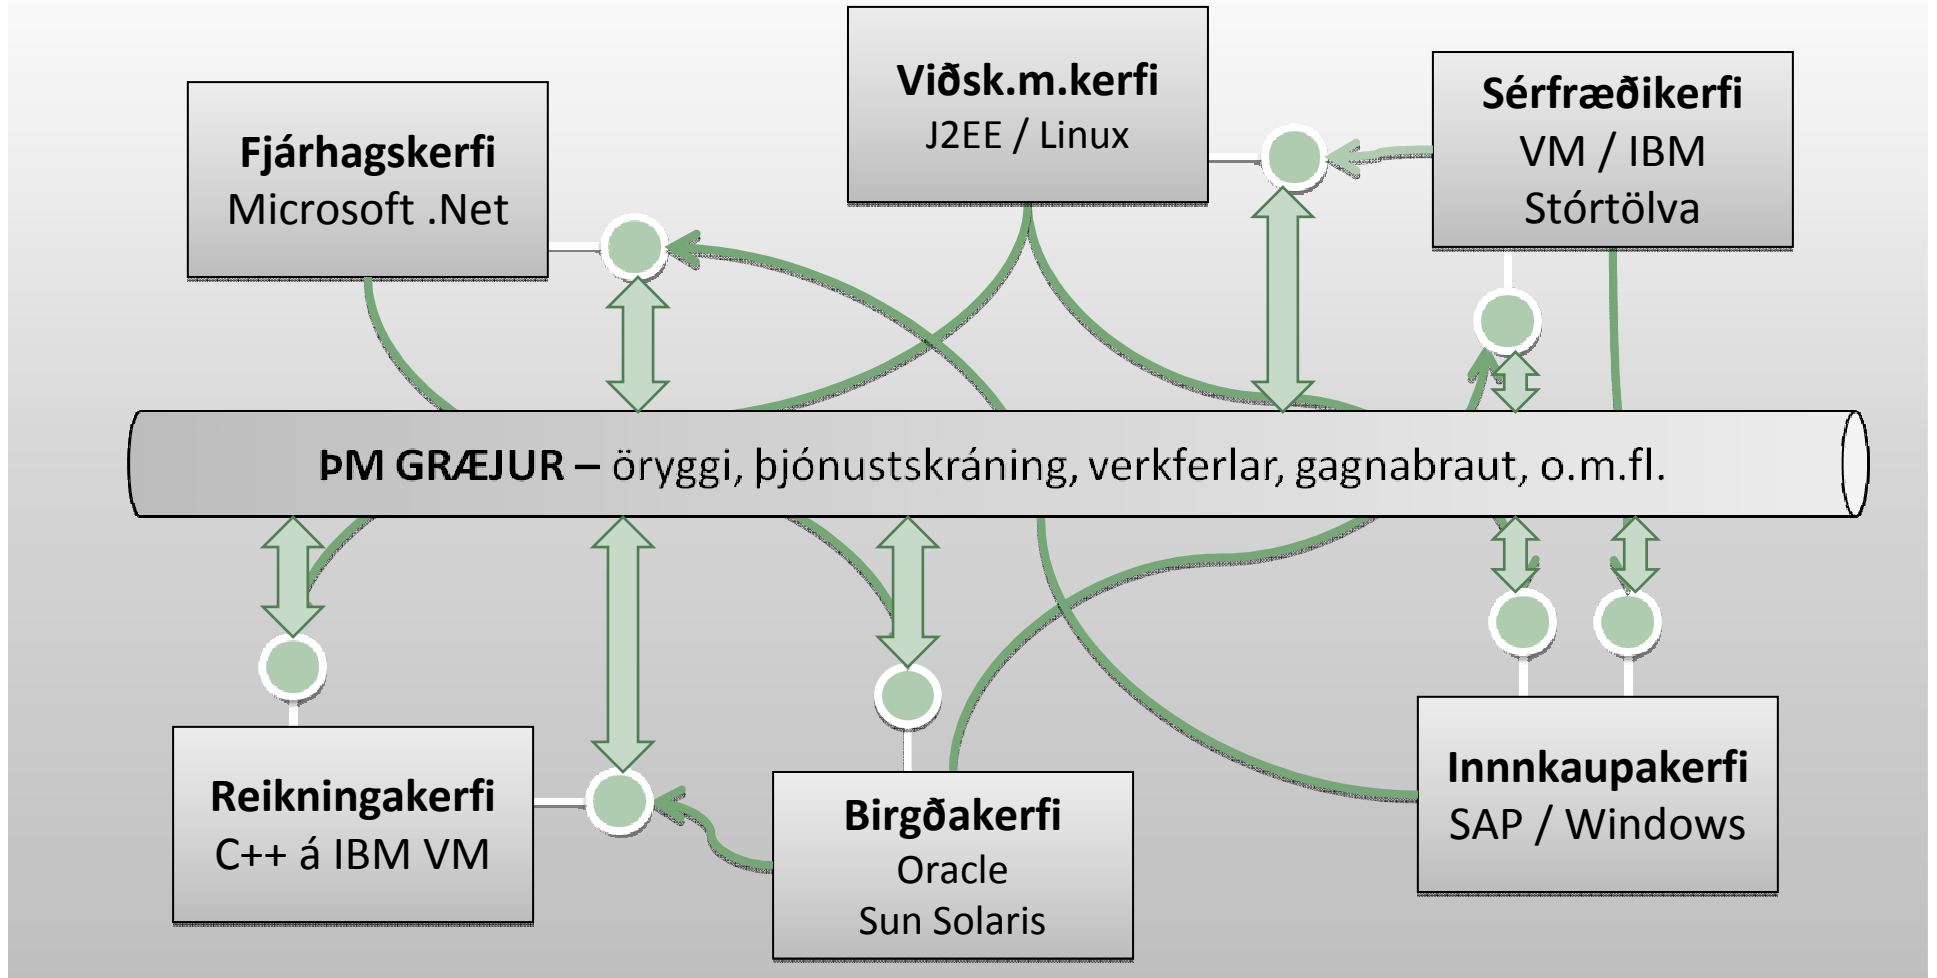 Fjárhagskerfi
Microsoft .Net
Viðsk.m.kerfi
J2EE / Linux
Sérfræðikerfi
VM / IBM
Stórtölva
ÞM GRÆJUR – öryggi, þjónustskráning, verkferlar, gagnabraut, o.m.fl.
Reikningakerfi
C++ á IBM VM
Birgðakerfi
Oracle
Sun Solaris
Innnkaupakerfi
SAP / Windows